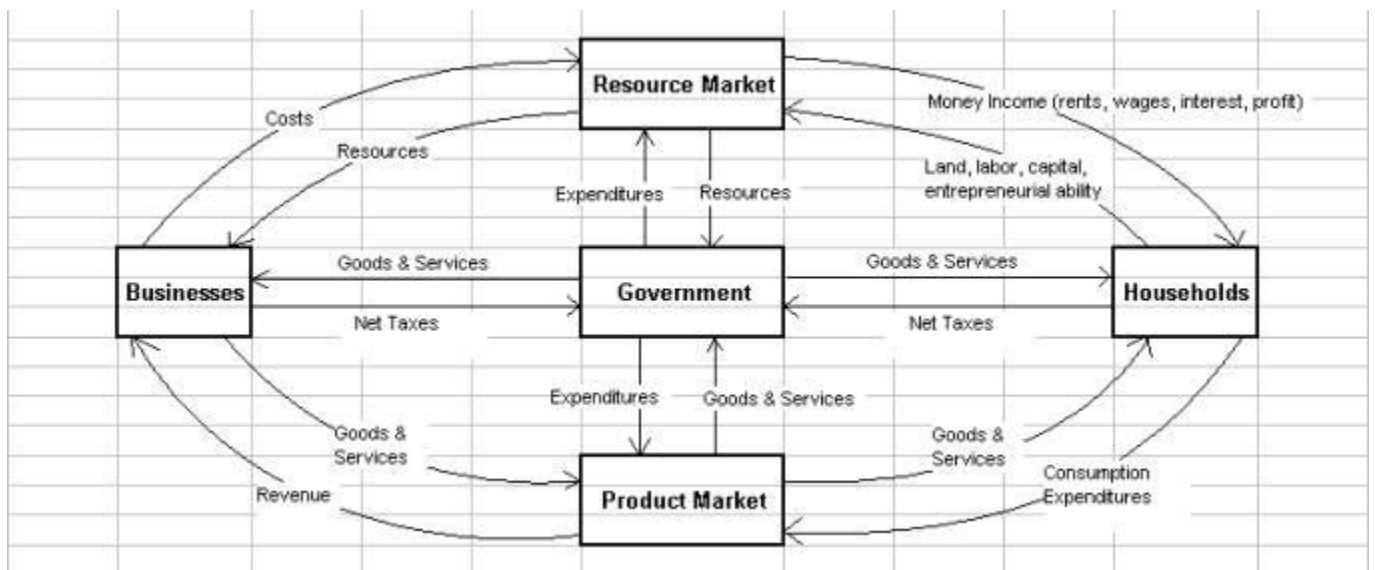 Resource Market
Costs
Money Income (rents, wages, interest, profit)
Resources
Land, labor, capital,
entrepreneurial ability
Expenditures
Resources
Goods & Services
Goods & Services
Businesses
Government
Households
Net Taxes
Net Taxes
Expenditures
Goods & Services
Goods &
Services
Goods &
Services
Consumption
Expenditures
Revenue
Product Market